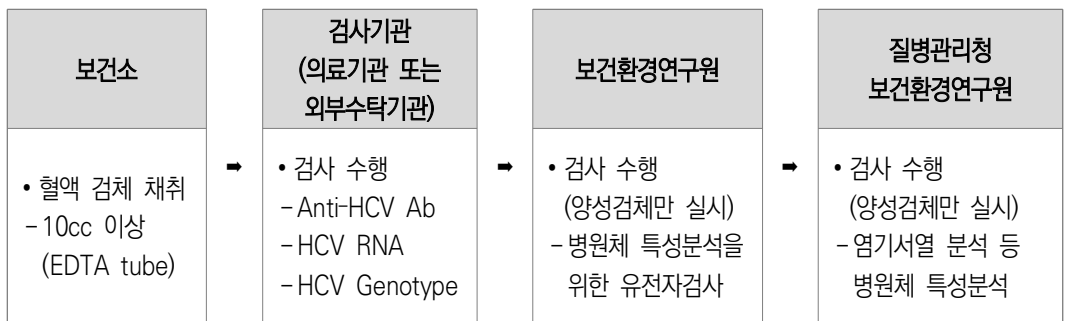 보건소
• 혈액 검체 채취
- 10cc 이상
(EDTA tube)
➡
검사기관
(의료기관 또는
외부수탁기관)
• 검사 수행
- Anti-HCV Ab
- HCV RNA
- HCV Genotype
➡
보건환경연구원
• 검사 수행
(양성검체만 실시)
- 병원체 특성분석을
위한 유전자검사
➡
질병관리청
보건환경연구원
• 검사 수행
(양성검체만 실시)
- 염기서열 분석 등
병원체 특성분석